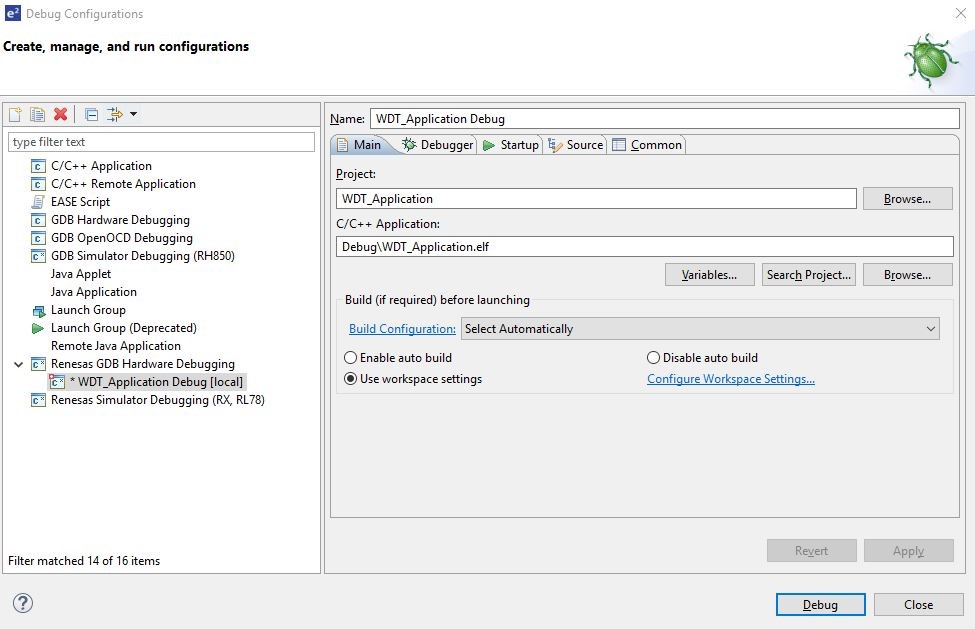 e² Debug Configurations
Create, manage, and run configurations
type filter text
C/C++ Application
C/C++ Remote Application
EASE Script
GDB Hardware Debugging
GDB OpenOCD Debugging
GDB Simulator Debugging (RH850)
Java Applet
Java Application
Launch Group
Launch Group (Deprecated)
Remote Java Application
Renesas GDB Hardware Debugging
* WDT_Application Debug [local]
Renesas Simulator Debugging (RX, RL78)
Filter matched 14 of 16 items
Name: WDT_Application Debug
Main Debugger Startup Source Common
Project:
WDT_Application Browse...
C/C++ Application:
Debug\WDT_Application.elf
Variables... Search Project... Browse...
Build (if required) before launching
Build Configuration: Select Automatically
Enable auto build Disable auto build
Use workspace settings Configure Workspace Settings...
Revert Apply
? Debug Close